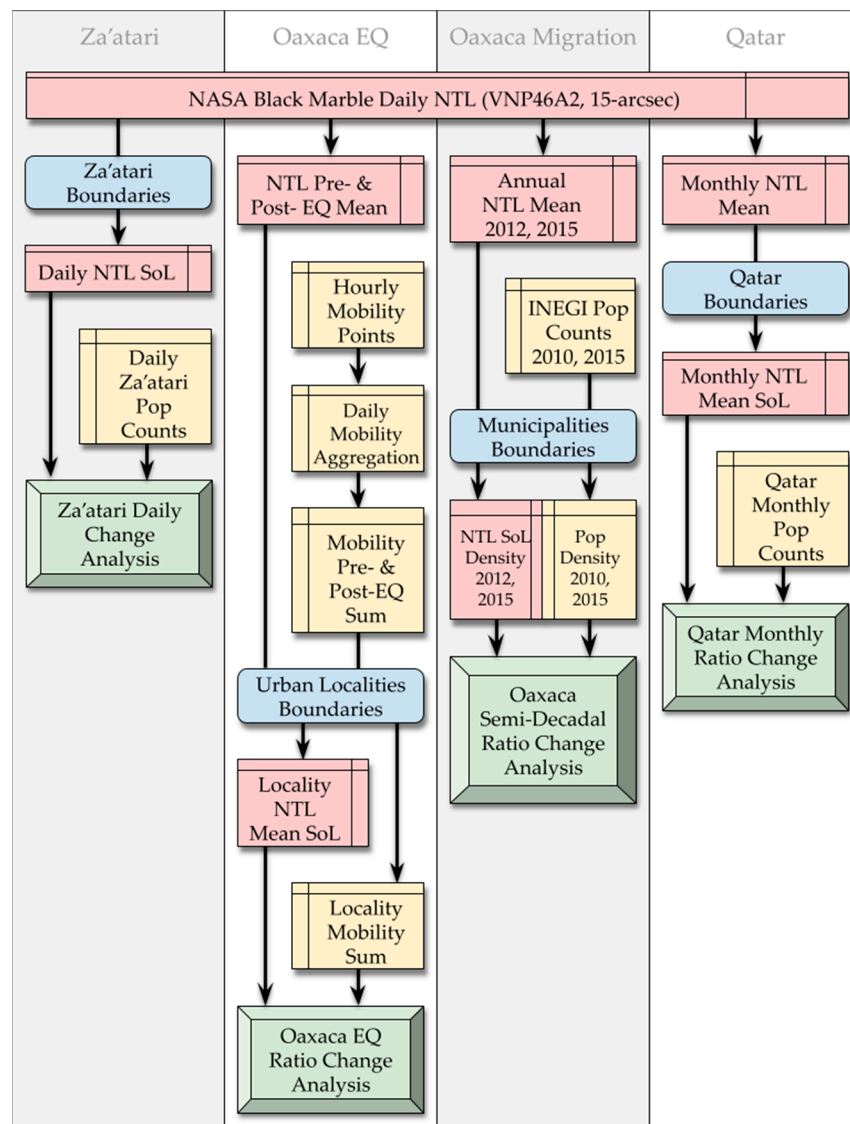 Za'atari
Oaxaca EQ
Oaxaca Migration
Qatar
NASA Black Marble Daily NTL (VNP46A2, 15-arcsec)
Za'atari
Boundaries
Daily NTL SoL
Daily
Za'atari
Pop
Counts
Za'atari Daily
Change
Analysis
NTL Pre- &
Post- EQ Mean
Hourly
Mobility
Points
Daily
Mobility
Aggregation
Mobility
Pre- &
Post-EQ
Sum
Urban Localities
Boundaries
Locality
NTL
Mean SoL
Locality
Mobility
Sum
Oaxaca EQ
Ratio Change
Analysis
Annual
NTL Mean
2012, 2015
INEGI Pop
Counts
2010, 2015
Municipalities
Boundaries
NTL SoL
Density
2012,
2015
Pop
Density
2010,
2015
Oaxaca
Semi-Decadal
Ratio Change
Analysis
Monthly NTL
Mean
Qatar
Boundaries
Monthly NTL
Mean SoL
Qatar
Monthly
Pop
Counts
Qatar Monthly
Ratio Change
Analysis